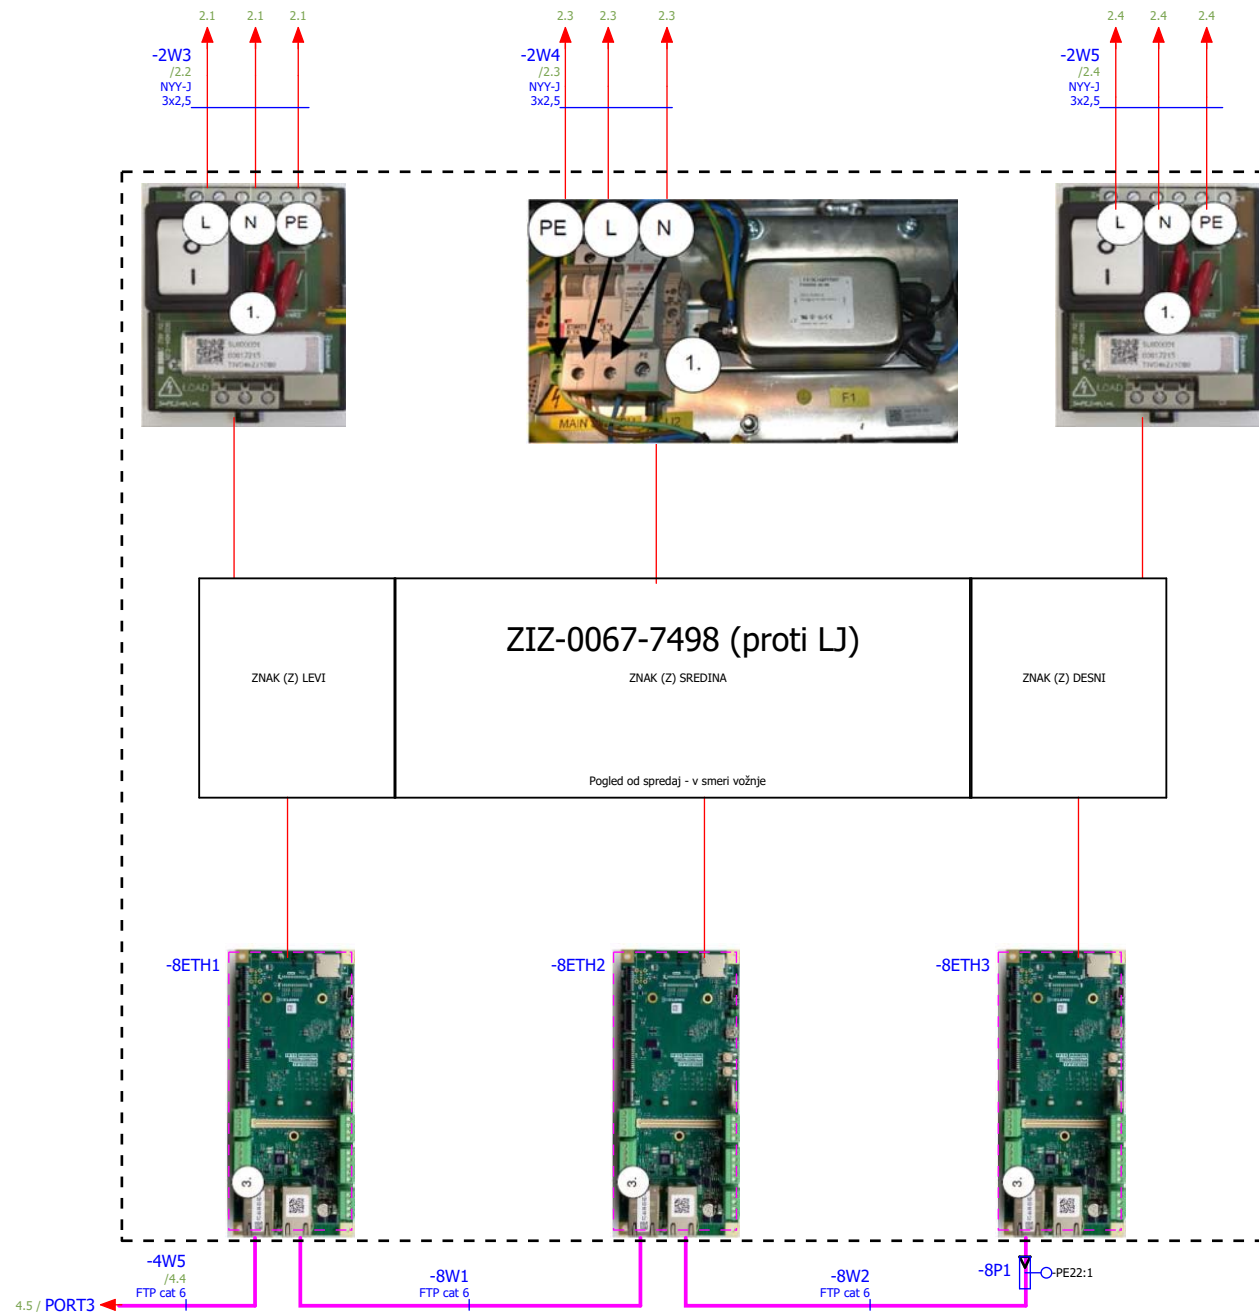 2.1 2.1 2.1 2.3 2.3 2.3 2.4 2.4 2.4
-2W3
/2.2
NYY-J
3x2,5
-2W4
/2.3
NYY-J
3x2,5
-2W5
/2.4
NYY-J
3x2,5
L N PE
O
I
1.
LOAD
PE L N
1.
PE
F1
MAIN
L N PE
O
I
1.
LOAD
ZIZ-0067-7498 (proti LJ)
ZNAK (Z) LEVI
ZNAK (Z) SREDINA
ZNAK (Z) DESNI
Pogled od spredaj - v smeri vožnje
-8ETH1
-8ETH2
-8ETH3
3.
3.
3.
-4W5
/4.4
FTP cat 6
-8W1
FTP cat 6
-8W2
FTP cat 6
-8P1
-PE22:1
4.5 / PORT3